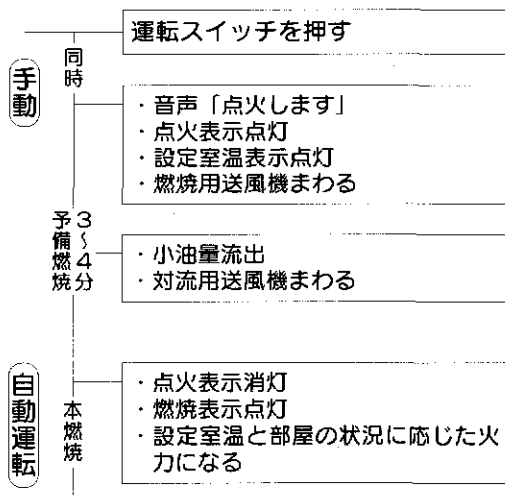 運転スイッチを押す
同時
手動
・音声「点火します」
・点火表示点灯
・設定室温表示点灯
・燃焼用送風機まわる
3〜4分
予備燃焼
・小油量流出
・対流用送風機まわる
自動運転
本燃焼
・点火表示消灯
・燃焼表示点灯
・設定室温と部屋の状況に応じた火
力になる